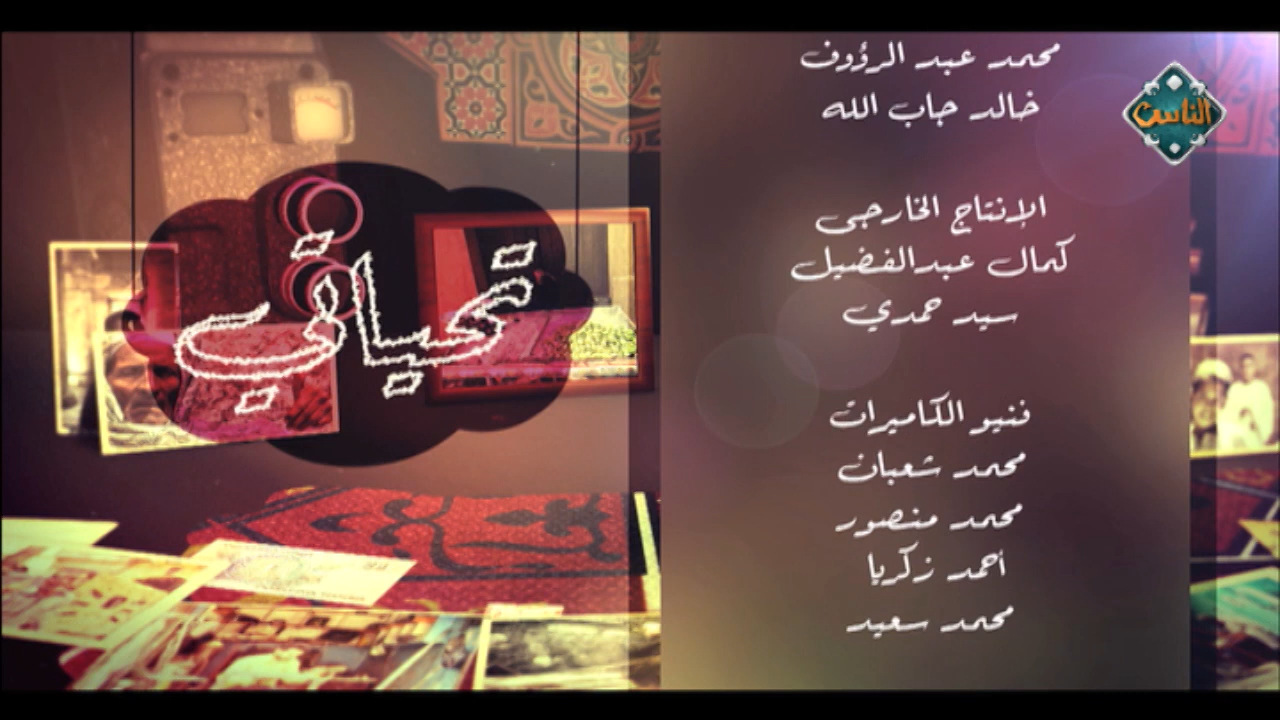 محمد عبد الرؤوف
خالد جاب الله
الإنتاج الخارجى
كمال عبدالفضيل
سيد حمدي
فنيو الكاميرات
محمد شعبان
محمد منصور
أحمد زكريا
محمد سعيد
تحياتي
الناس